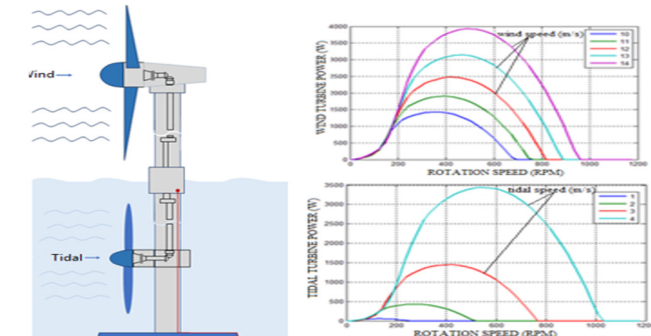 Wind
Tidal
WIND TURBINE POWER (W)
4000
3500
3000
2500
2000
1500
1000
500
0
wind speed (m/s)
10
11
12
13
14
0 200 400 600 800 1000 1200
ROTATION SPEED (RPM)
TIDAL TURBINE POWER (W)
3500
3000
2500
2000
1500
1000
500
0
tidal speed (m/s)
1
2
3
4
0 200 400 600 800 1000 1200
ROTATION SPEED (RPM)